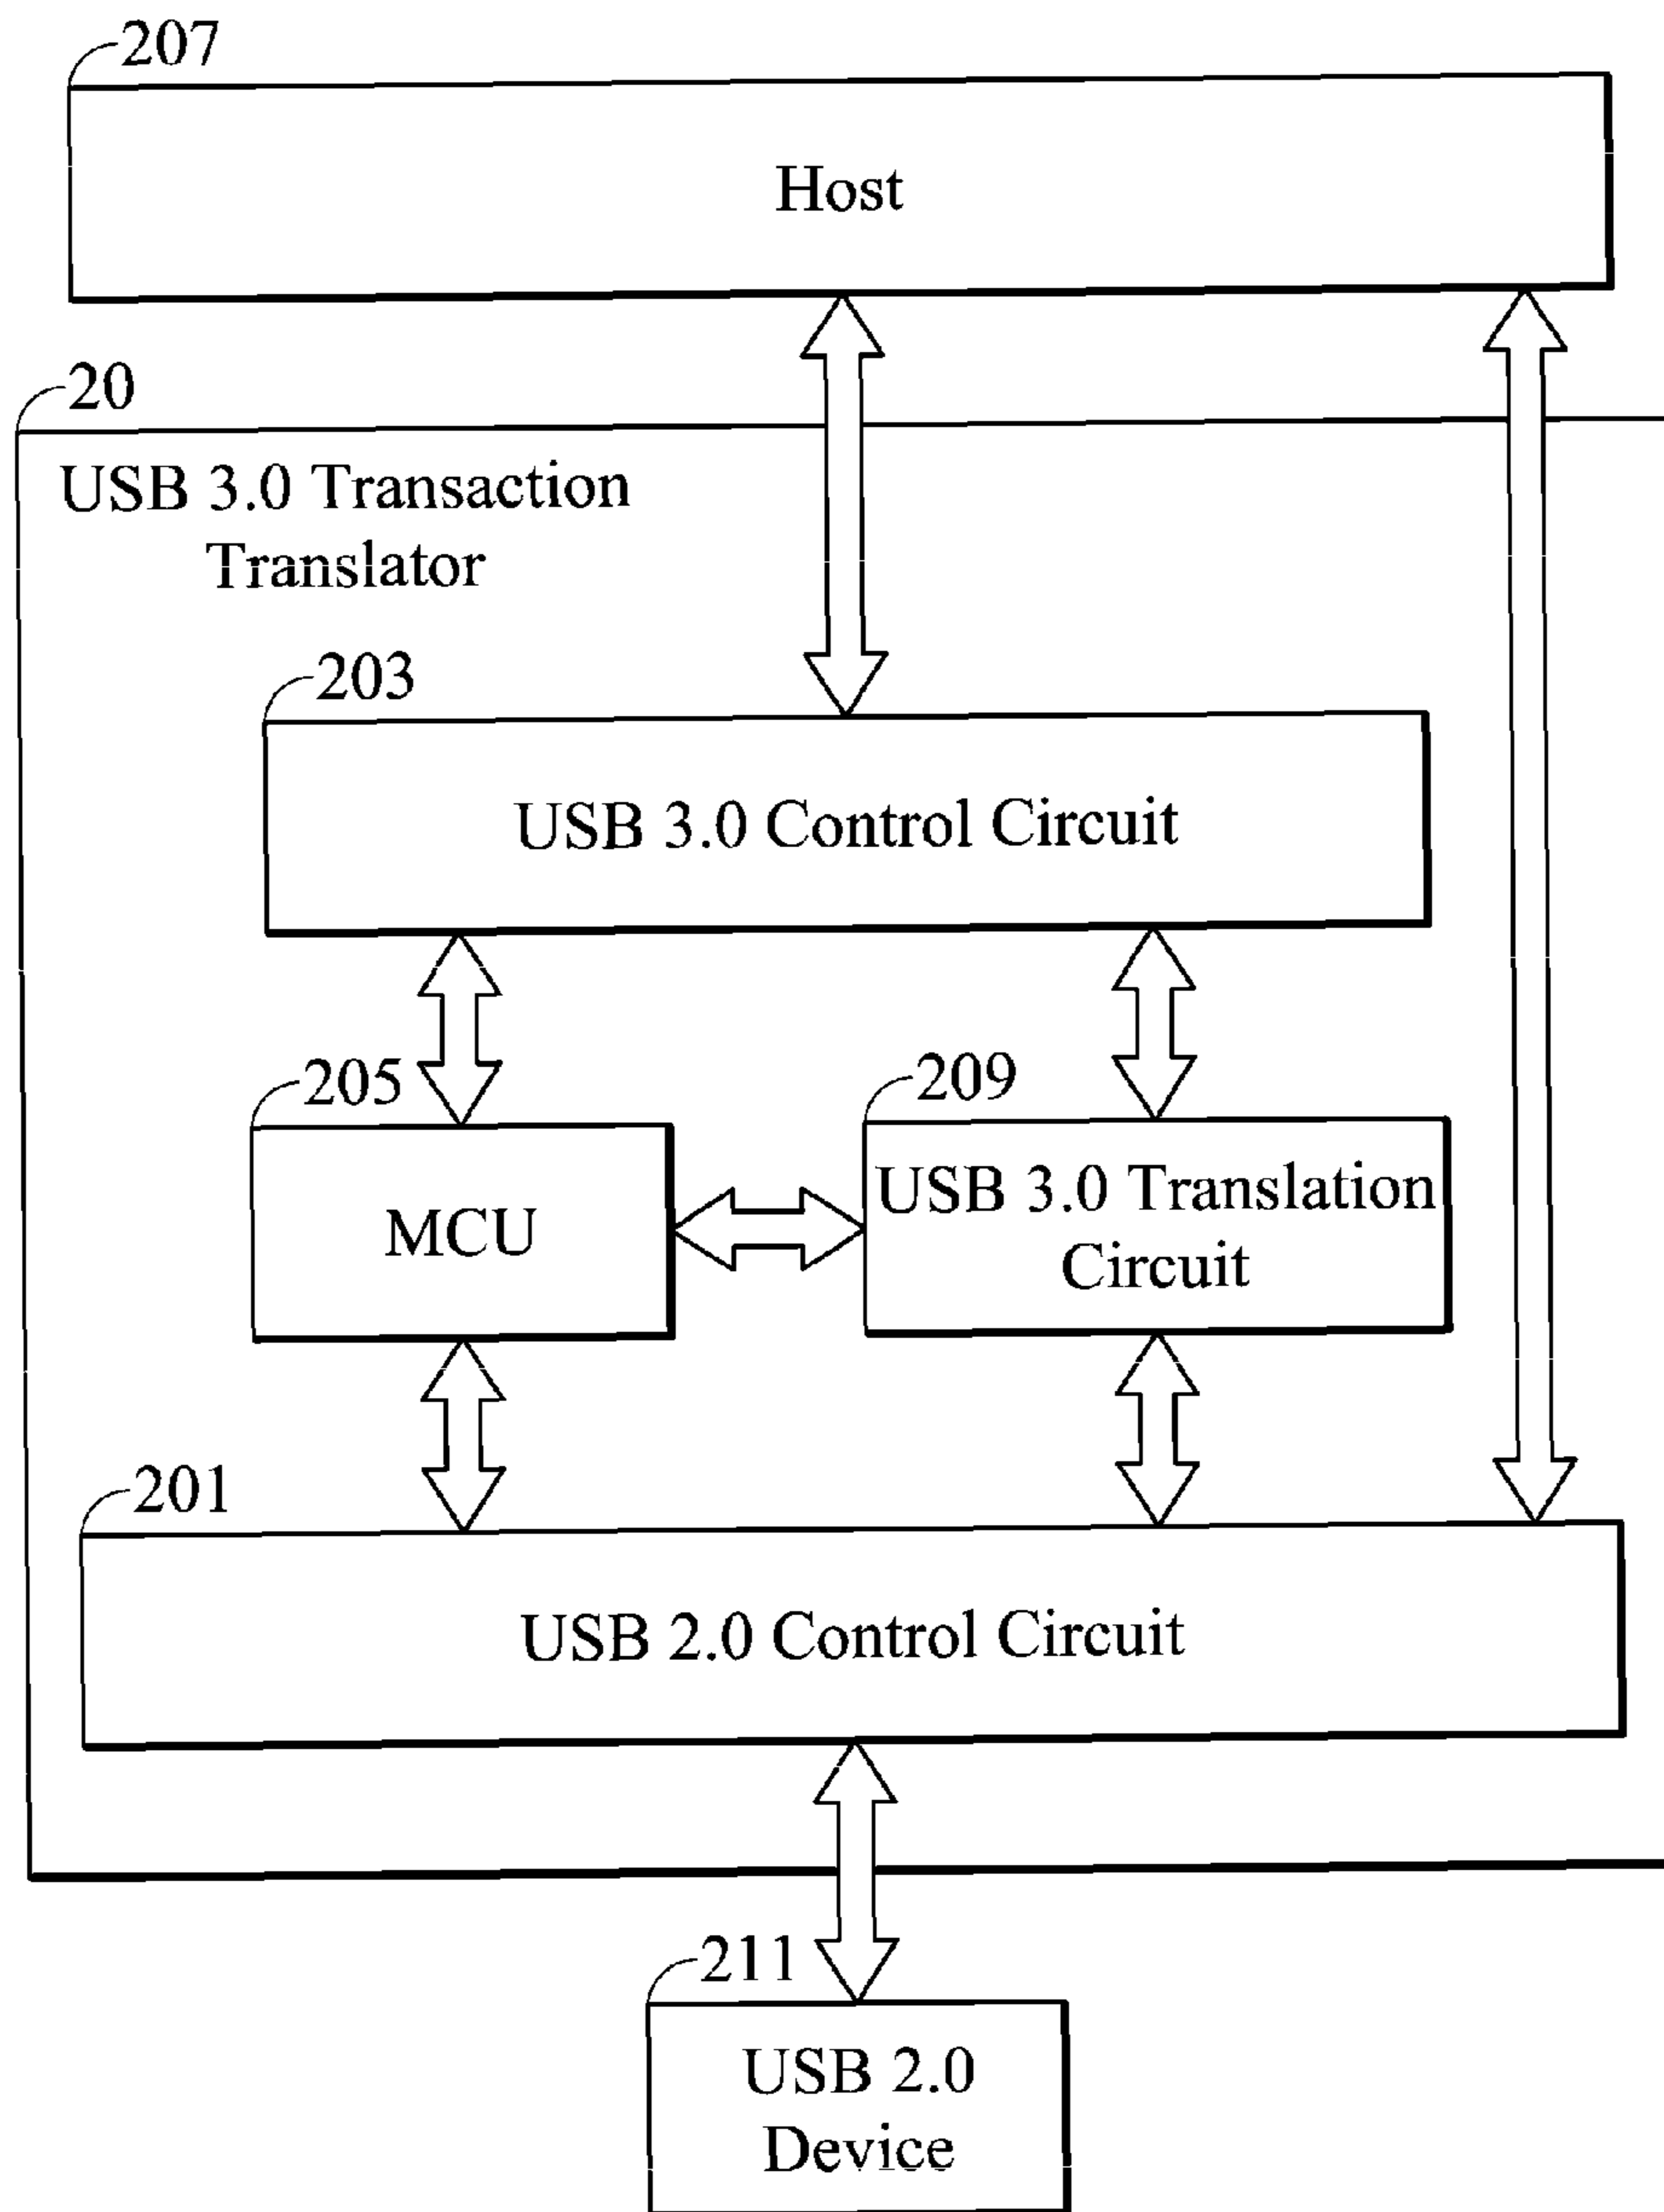 207
Host
20
USB 3.0 Transaction
Translator
203
USB 3.0 Control Circuit
205
209
MCU
USB 3.0 Translation
Circuit
201
USB 2.0 Control Circuit
211
USB 2.0
Device